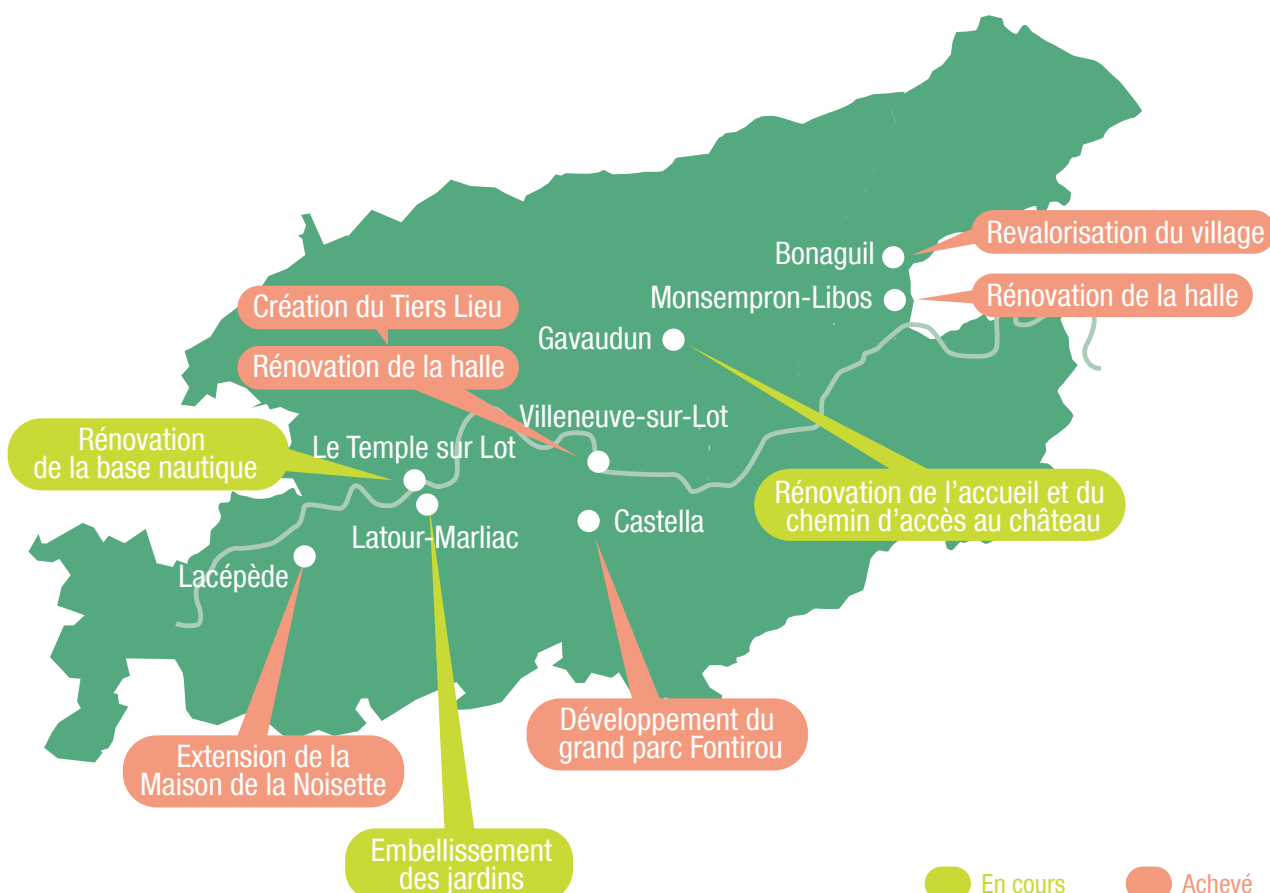 Revalorisation du village
Bonaguil
Rénovation de la halle
Monsempron-Libos
Création du Tiers Lieu
Gavaudun
Rénovation de la halle
Villeneuve-sur-Lot
Rénovation
de la base nautique
Le Temple sur Lot
Rénovation de l'accueil et du
chemin d'accès au château
Latour-Marliac
Castella
Lacépède
Développement du
grand parc Fontirou
Extension de la
Maison de la Noisette
Embellissement
des jardins
En cours
Achevé